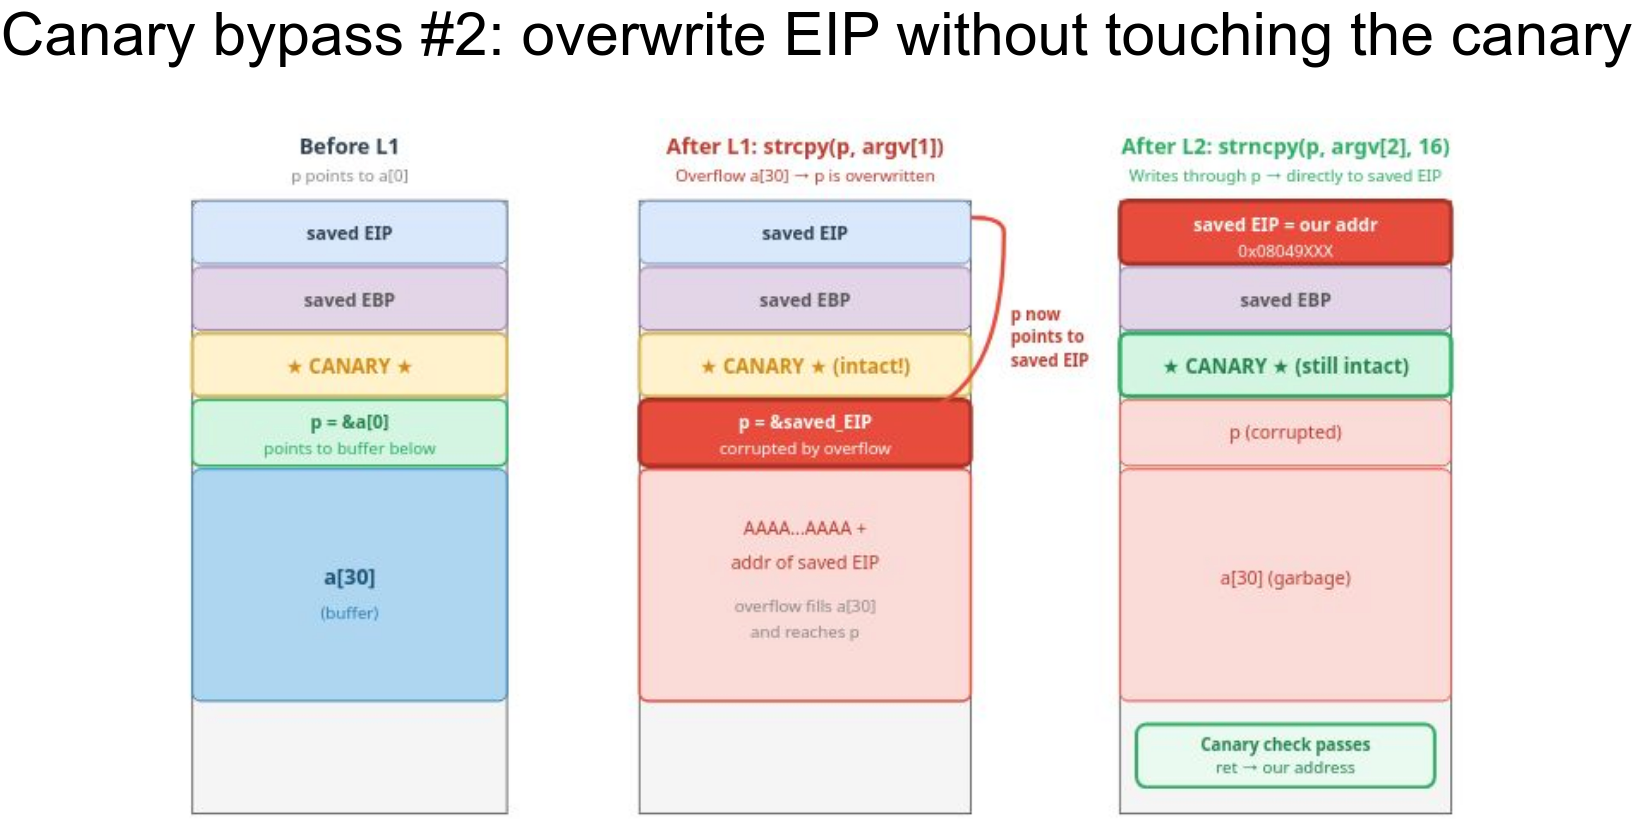 Canary bypass #2: overwrite EIP without touching the canary
Before L1
p points to a[0]
saved EIP
saved EBP
★ CANARY ★
p = &a[0]
points to buffer below
a[30]
(buffer)
After L1: strcpy(p, argv[1])
Overflow a[30] → p is overwritten
saved EIP
saved EBP
★ CANARY ★ (intact!)
p = &saved_EIP
corrupted by overflow
AAAA...AAAA +
addr of saved EIP
overflow fills a[30]
and reaches p
p now
points to
saved EIP
After L2: strncpy(p, argv[2], 16)
Writes through p → directly to saved EIP
saved EIP = our addr
0x08049XXX
saved EBP
★ CANARY ★ (still intact)
p (corrupted)
a[30] (garbage)
Canary check passes
ret → our address